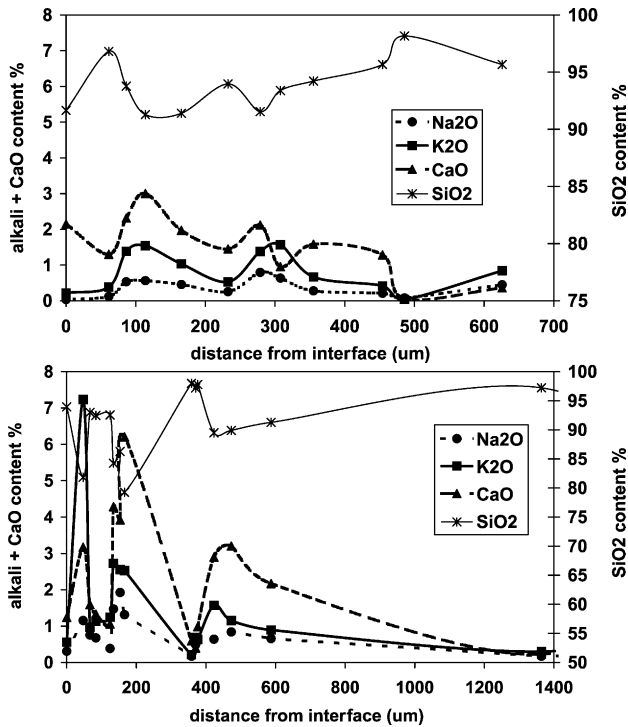 8
7
6
5
4
3
2
1
0
alkali + CaO content %
100
95
90
85
80
75
SiO2 content %
Na2O
K2O
CaO
SiO2
0 100 200 300 400 500 600 700
distance from interface (um)
8
7
6
5
4
3
2
1
0
alkali + CaO content %
100
95
90
85
80
75
70
65
60
55
50
SiO2 content %
Na2O
K2O
CaO
SiO2
0 200 400 600 800 1000 1200 1400
distance from interface (um)